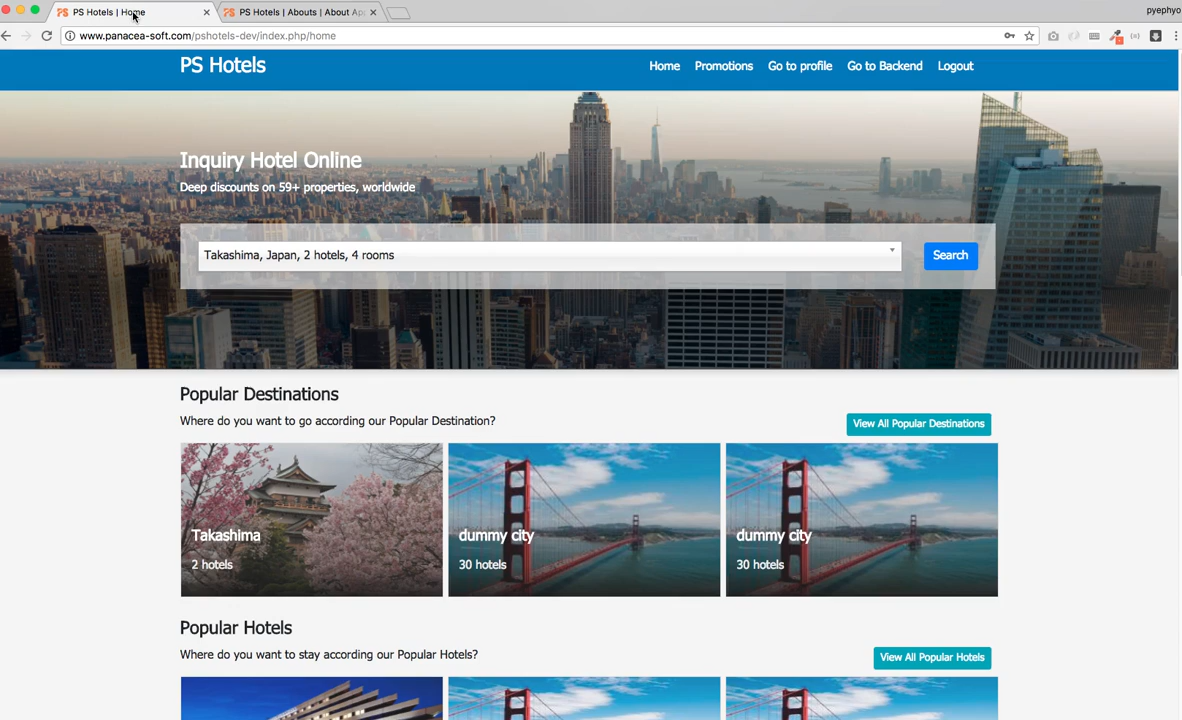 PS Hotels | Home
PS Hotels | Abouts | About Ap
pyephyo
www.panacea-soft.com/pshotels-dev/index.php/home
PS Hotels
Home
Promotions
Go to profile
Go to Backend
Logout
Inquiry Hotel Online
Deep discounts on 59+ properties, worldwide
Takashima, Japan, 2 hotels, 4 rooms
Search
Popular Destinations
Where do you want to go according our Popular Destination?
View All Popular Destinations
Takashima
2 hotels
dummy city
30 hotels
dummy city
30 hotels
Popular Hotels
Where do you want to stay according our Popular Hotels?
View All Popular Hotels